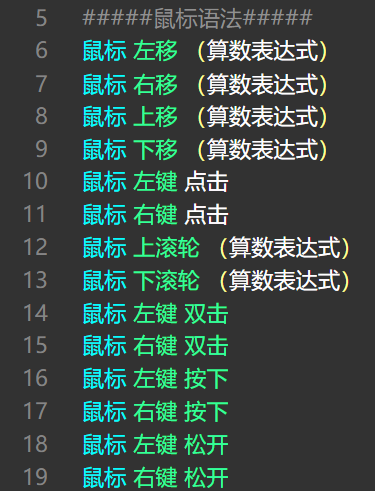 5 #####鼠标语法#####
6 鼠标 左移 （算数表达式）
7 鼠标 右移 （算数表达式）
8 鼠标 上移 （算数表达式）
9 鼠标 下移 （算数表达式）
10 鼠标 左键 点击
11 鼠标 右键 点击
12 鼠标 上滚轮 （算数表达式）
13 鼠标 下滚轮 （算数表达式）
14 鼠标 左键 双击
15 鼠标 右键 双击
16 鼠标 左键 按下
17 鼠标 右键 按下
18 鼠标 左键 松开
19 鼠标 右键 松开